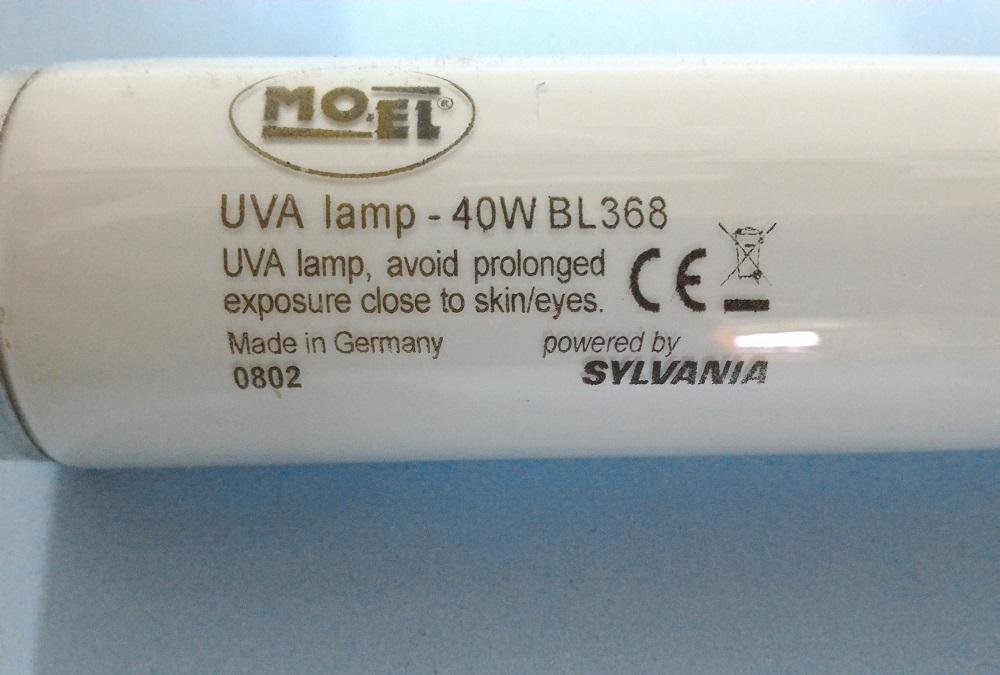 MO.EL®
UVA lamp - 40W BL368
UVA lamp, avoid prolonged
exposure close to skin/eyes.
CE
Made in Germany
0802
powered by
SYLVANIA